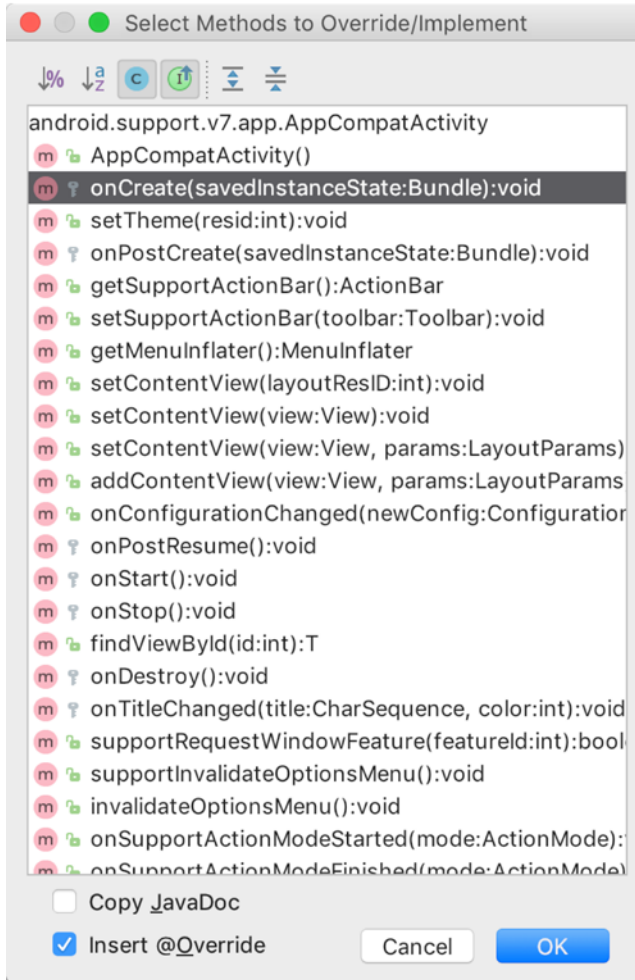 Select Methods to Override/Implement
android.support.v7.app.AppCompatActivity
m AppCompatActivity()
m onCreate(savedInstanceState:Bundle):void
m setTheme(resid:int):void
m onPostCreate(savedInstanceState:Bundle):void
m getSupportActionBar():ActionBar
m setSupportActionBar(toolbar:Toolbar):void
m getMenuInflater():MenuInflater
m setContentView(layoutResID:int):void
m setContentView(view:View):void
m setContentView(view:View, params:LayoutParams)
m addContentView(view:View, params:LayoutParams
m onConfigurationChanged(newConfig:Configuration
m onPostResume():void
m onStart():void
m onStop():void
m findViewById(id:int):T
m onDestroy():void
m onTitleChanged(title:CharSequence, color:int):void
m supportRequestWindowFeature(featureId:int):bool
m supportInvalidateOptionsMenu():void
m invalidateOptionsMenu():void
m onSupportActionModeStarted(mode:ActionMode):
m onSupportActionModeFinished(mode:ActionMode)
Copy JavaDoc
Insert @Override
Cancel OK